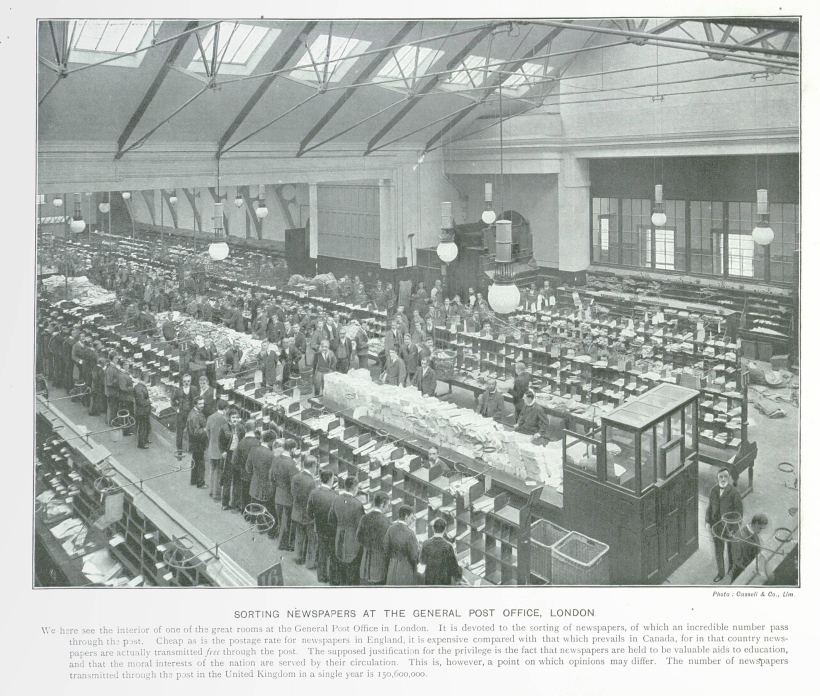 Photo : Cassell & Co., Lim.
SORTING NEWSPAPERS AT THE GENERAL POST OFFICE, LONDON.
We here see the interior of one of the great rooms at the General Post Office in London. It is devoted to the sorting of newspapers, of which an incredible number pass
through the post. Cheap as is the postage rate for newspapers in England, it is expensive compared with that which prevails in Canada, for in that country news-
papers are actually transmitted free through the post. The supposed justification for the privilege is the fact that newspapers are held to be valuable aids to education,
and that the moral interests of the nation are served by their circulation. This is, however, a point on which opinions may differ. The number of newspapers
transmitted through the post in the United Kingdom in a single year is 150,600,000.